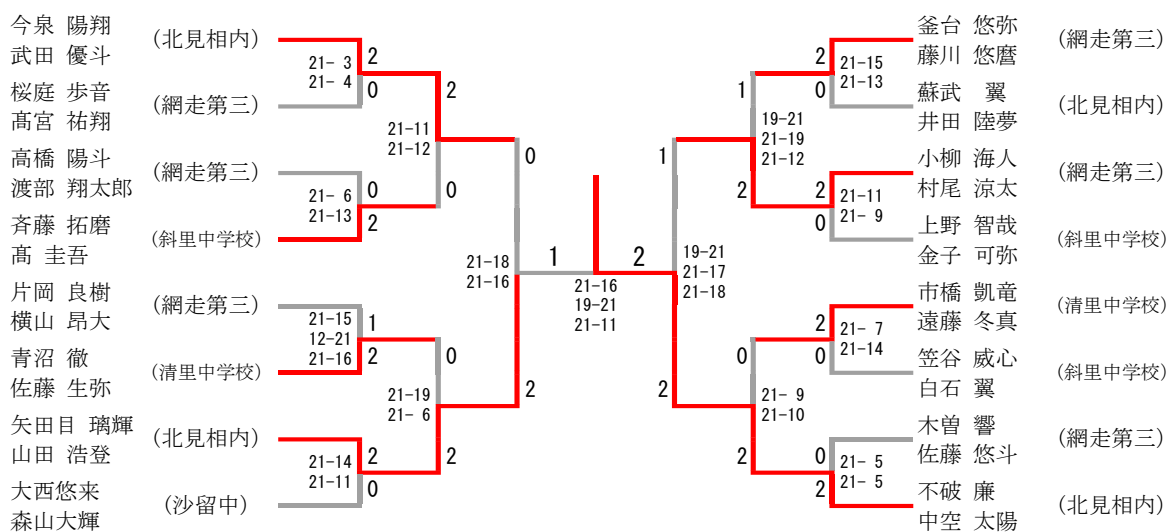 今泉 陽翔
武田 優斗
(北見相内)
桜庭 歩音
髙宮 祐翔
(網走第三)
高橋 陽斗
渡部 翔太郎
(網走第三)
斉藤 拓磨
髙 圭吾
(斜里中学校)
片岡 良樹
横山 昂大
(網走第三)
青沼 徹
佐藤 生弥
(清里中学校)
矢田目 璃輝
山田 浩登
(北見相内)
大西悠来
森山大輝
(沙留中)
21- 3
21- 4
2
0
21- 6
21-13
0
2
21-15
12-21
21-16
1
2
21-14
21-11
2
0
21-11
21-12
2
0
21-19
21- 6
0
2
21-18
21-16
0
2
1
2
21-16
19-21
21-11
19-21
21-17
21-18
1
2
19-21
21-19
21-12
1
2
21- 9
21-10
0
2
2
0
21-15
21-13
2
0
21-11
21- 9
2
0
21- 7
21-14
0
2
21- 5
21- 5
釜台 悠弥
藤川 悠麿
(網走第三)
蘇武 翼
井田 陸夢
(北見相内)
小柳 海人
村尾 涼太
(網走第三)
上野 智哉
金子 可弥
(斜里中学校)
市橋 凱竜
遠藤 冬真
(清里中学校)
笠谷 威心
白石 翼
(斜里中学校)
木曽 響
佐藤 悠斗
(網走第三)
不破 廉
中空 太陽
(北見相内)